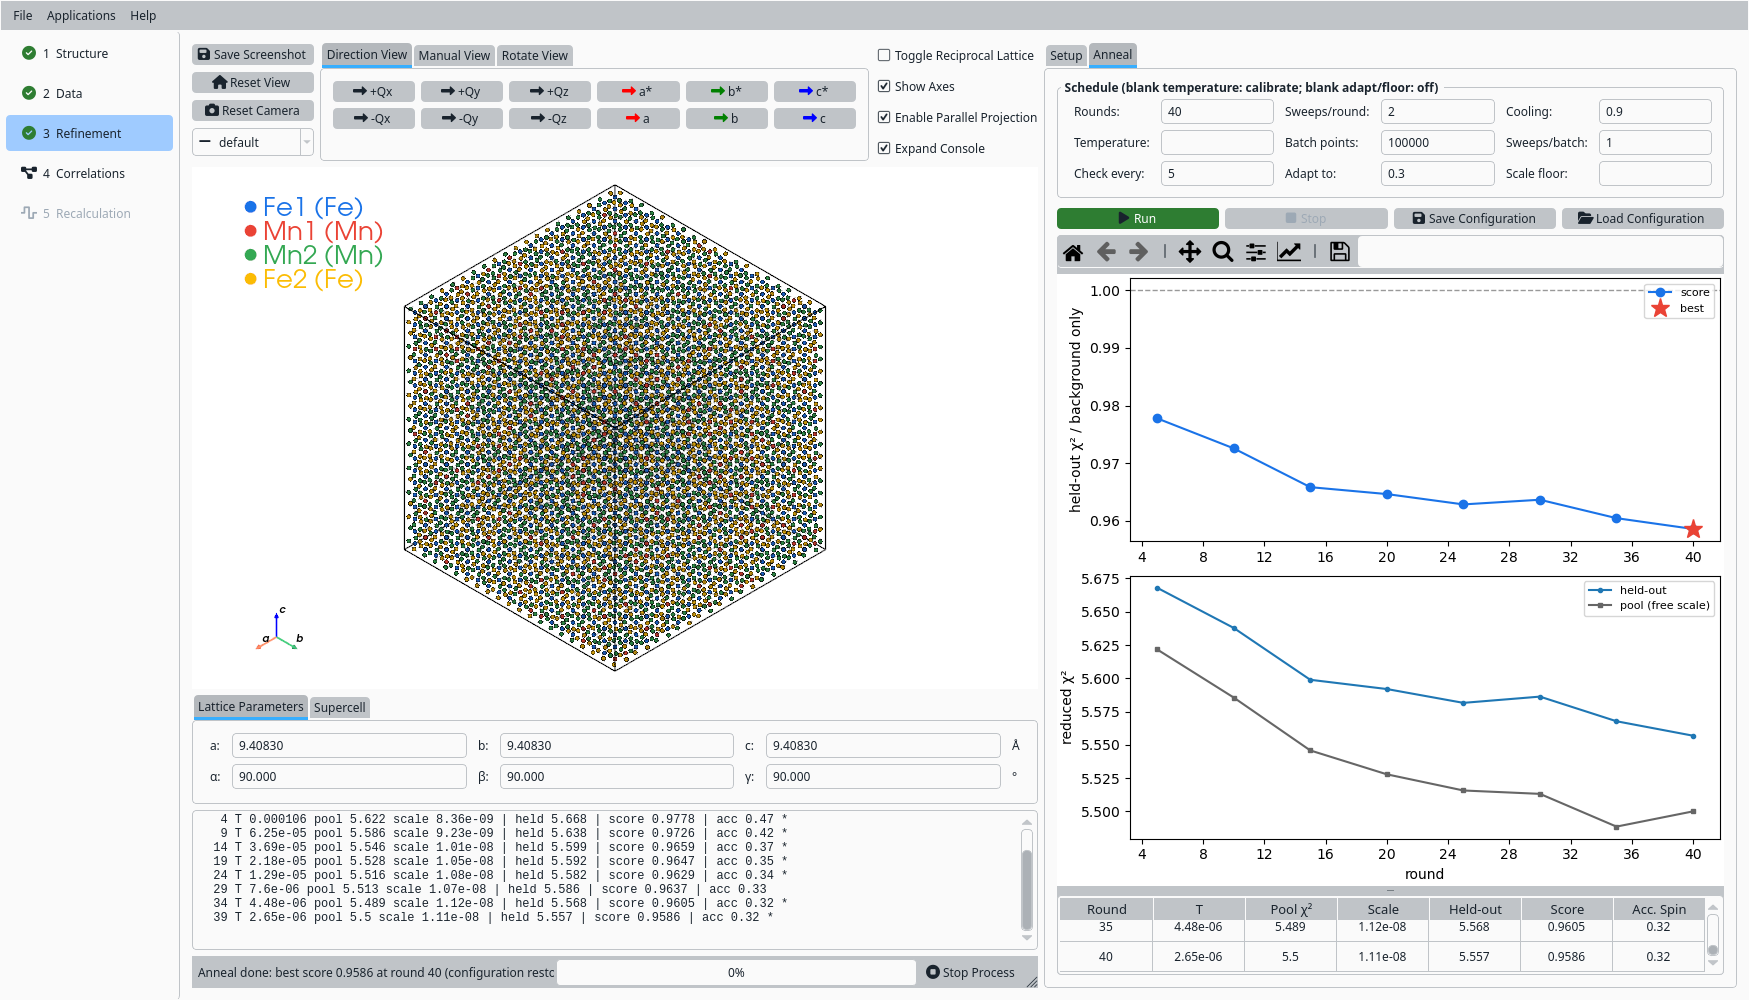 File Applications Help
1 Structure
2 Data
3 Refinement
4 Correlations
5 Recalculation
Save Screenshot
Reset View
Reset Camera
default
Direction View Manual View Rotate View
+Qx +Qy +Qz a* b* c*
-Qx -Qy -Qz a b c
Toggle Reciprocal Lattice
Show Axes
Enable Parallel Projection
Expand Console
Fe1 (Fe)
Mn1 (Mn)
Mn2 (Mn)
Fe2 (Fe)
c
a b
Lattice Parameters Supercell
a: 9.40830 b: 9.40830 c: 9.40830 Å
α: 90.000 β: 90.000 γ: 90.000 °
4 T 0.000106 pool 5.622 scale 8.36e-09 | held 5.668 | score 0.9778 | acc 0.47 *
9 T 6.25e-05 pool 5.586 scale 9.23e-09 | held 5.638 | score 0.9726 | acc 0.42 *
14 T 3.69e-05 pool 5.546 scale 1.01e-08 | held 5.599 | score 0.9659 | acc 0.37 *
19 T 2.18e-05 pool 5.528 scale 1.05e-08 | held 5.592 | score 0.9647 | acc 0.35 *
24 T 1.29e-05 pool 5.516 scale 1.08e-08 | held 5.582 | score 0.9629 | acc 0.34 *
29 T 7.6e-06 pool 5.513 scale 1.07e-08 | held 5.586 | score 0.9637 | acc 0.33
34 T 4.48e-06 pool 5.489 scale 1.12e-08 | held 5.568 | score 0.9605 | acc 0.32 *
39 T 2.65e-06 pool 5.5 scale 1.11e-08 | held 5.557 | score 0.9586 | acc 0.32 *
Anneal done: best score 0.9586 at round 40 (configuration restc 0% Stop Process
Setup Anneal
Schedule (blank temperature: calibrate; blank adapt/floor: off)
Rounds: 40 Sweeps/round: 2 Cooling: 0.9
Temperature: Batch points: 100000 Sweeps/batch: 1
Check every: 5 Adapt to: 0.3 Scale floor:
Run Stop Save Configuration Load Configuration
held-out χ² / background only
1.00
0.99
0.98
0.97
0.96
score
best
4 8 12 16 20 24 28 32 36 40
reduced χ²
5.675
5.650
5.625
5.600
5.575
5.550
5.525
5.500
held-out
pool (free scale)
4 8 12 16 20 24 28 32 36 40
round
Round T Pool χ² Scale Held-out Score Acc. Spin
35 4.48e-06 5.489 1.12e-08 5.568 0.9605 0.32
40 2.65e-06 5.5 1.11e-08 5.557 0.9586 0.32